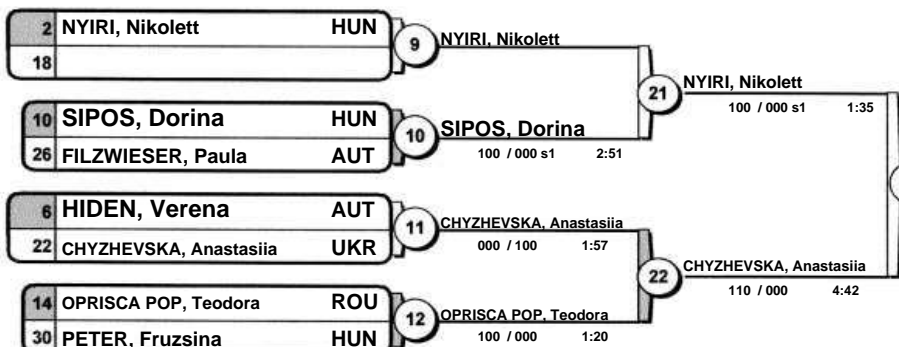 2 NYIRI, Nikolett HUN
18
9
NYIRI, Nikolett
10 SIPOS, Dorina HUN
26 FILZWIESER, Paula AUT
10
SIPOS, Dorina
100 / 000 s1 2:51
21
NYIRI, Nikolett
100 / 000 s1 1:35
6 HIDEN, Verena AUT
22 CHYZHEVSKA, Anastasiia UKR
11
CHYZHEVSKA, Anastasiia
000 / 100 1:57
14 OPRISCA POP, Teodora ROU
30 PETER, Fruzsina HUN
12
OPRISCA POP, Teodora
100 / 000 1:20
22
CHYZHEVSKA, Anastasiia
110 / 000 4:42